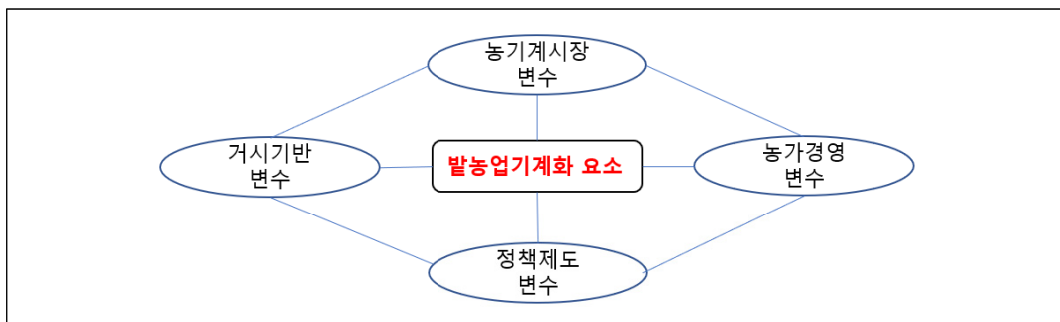 농기계시장
변수
거시기반
변수
밭농업기계화 요소
농가경영
변수
정책제도
변수